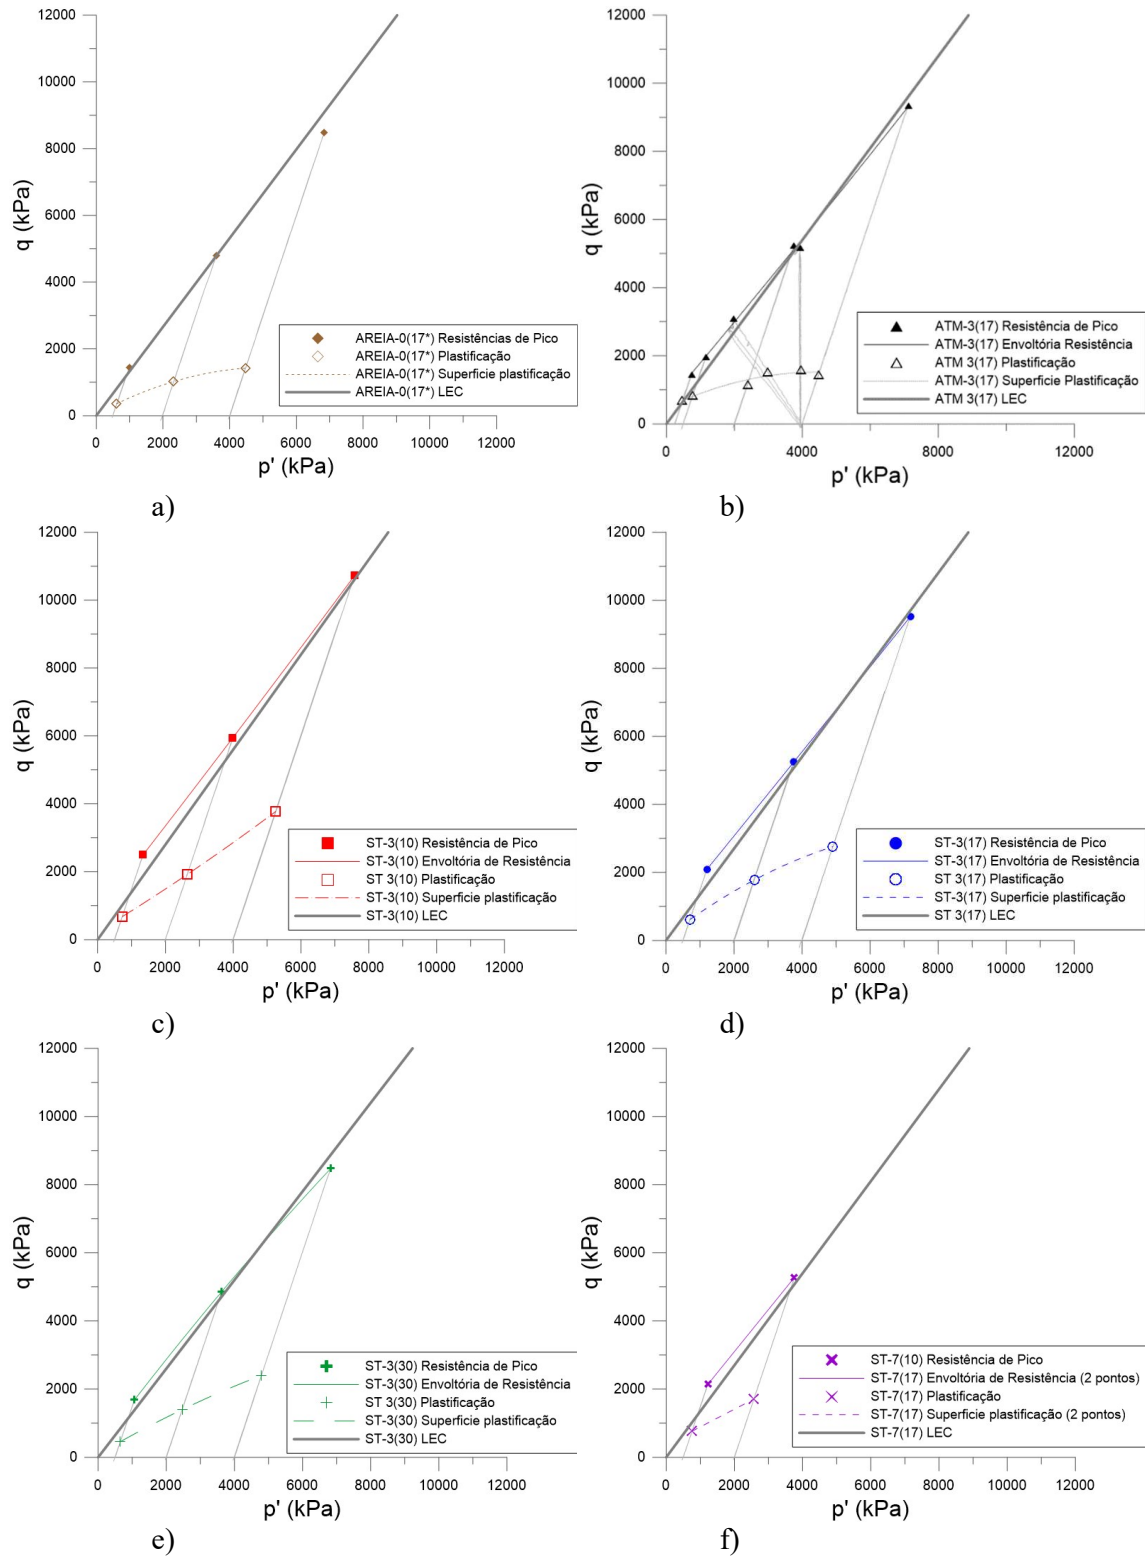 12000
10000
8000
6000
4000
2000
0
q (kPa)
0 2000 4000 6000 8000 10000 12000
p' (kPa)
AREIA-0(17*) Resistências de Pico
AREIA-0(17*) Plastificação
AREIA-0(17*) Superficie plastificação
AREIA-0(17*) LEC
a)
12000
10000
8000
6000
4000
2000
0
q (kPa)
0 4000 8000 12000
p' (kPa)
ATM-3(17) Resistência de Pico
ATM-3(17) Envoltória Resistência
ATM 3(17) Plastificação
ATM-3(17) Superficie Plastificação
ATM 3(17) LEC
b)
12000
10000
8000
6000
4000
2000
0
q (kPa)
0 2000 4000 6000 8000 10000 12000
p' (kPa)
ST-3(10) Resistência de Pico
ST-3(10) Envoltória de Resistência
ST 3(10) Plastificação
ST-3(10) Superficie plastificação
ST-3(10) LEC
c)
12000
10000
8000
6000
4000
2000
0
q (kPa)
0 2000 4000 6000 8000 10000 12000
p' (kPa)
ST-3(17) Resistência de Pico
ST-3(17) Envoltória de Resistência
ST 3(17) Plastificação
ST-3(17) Superficie plastificação
ST 3(17) LEC
d)
12000
10000
8000
6000
4000
2000
0
q (kPa)
0 2000 4000 6000 8000 10000 12000
p' (kPa)
ST-3(30) Resistência de Pico
ST-3(30) Envoltória de Resistência
ST 3(30) Plastificação
ST-3(30) Superficie plastificação
ST-3(30) LEC
e)
12000
10000
8000
6000
4000
2000
0
q (kPa)
0 2000 4000 6000 8000 10000 12000
p' (kPa)
ST-7(10) Resistência de Pico
ST-7(17) Envoltória de Resistência (2 pontos)
ST-7(17) Plastificação
ST-7(17) Superficie plastificação (2 pontos)
ST-7(17) LEC
f)